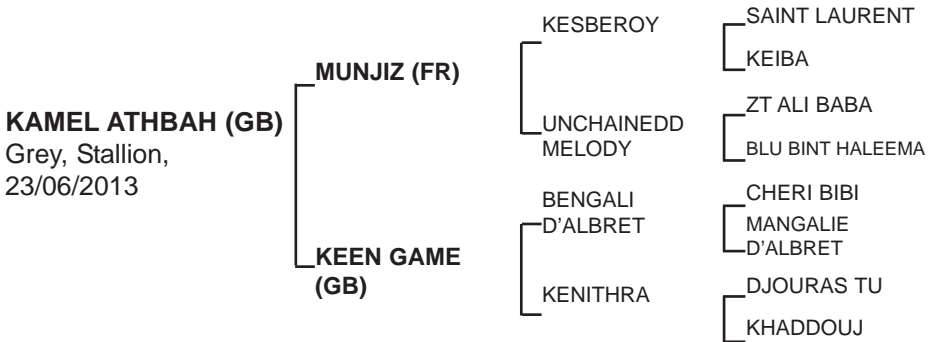 KAMEL ATHBAH (GB)
Grey, Stallion,
23/06/2013
MUNJIZ (FR)
KEEN GAME
(GB)
KESBEROY
UNCHAINEDD
MELODY
BENGALI
D'ALBRET
KENITHRA
SAINT LAURENT
KEIBA
ZT ALI BABA
BLU BINT HALEEMA
CHERI BIBI
MANGALIE
D'ALBRET
DJOURAS TU
KHADDOUJ